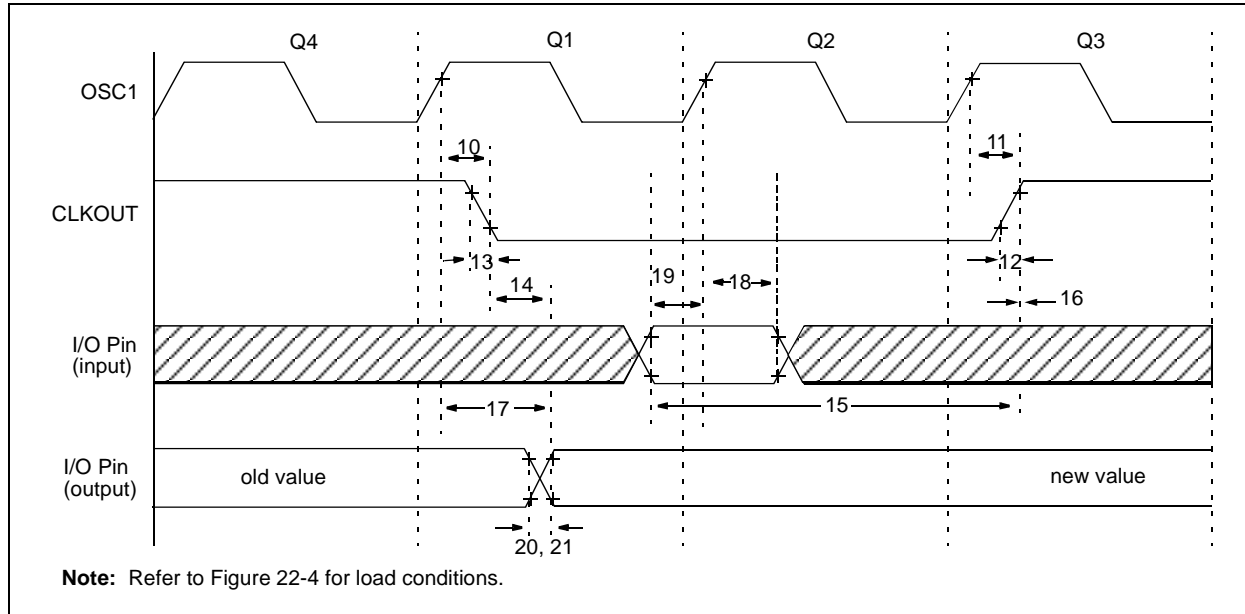 Q4 Q1 Q2 Q3
OSC1
10 11
CLKOUT
13 19 18 12
14 16
I/O Pin
(input)
17 15
I/O Pin
(output)
old value new value
20, 21
Note: Refer to Figure 22-4 for load conditions.